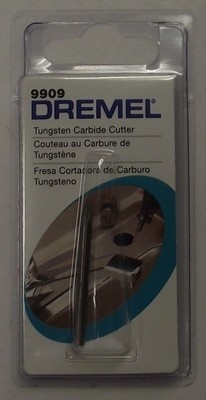 9909
DREMEL
Tungsten Carbide Cutter
Couteau au Carbure de
Tungstène
Fresa Cortadora de Carburo
Tungsteno